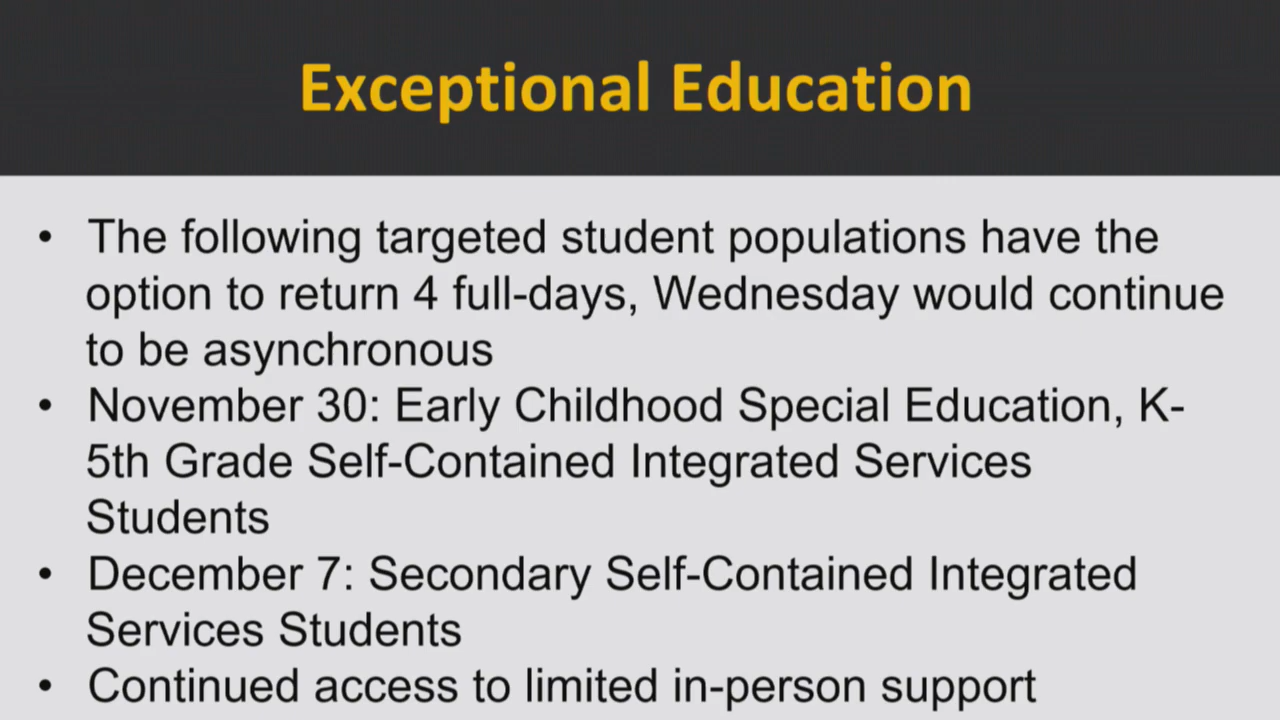 Exceptional Education
• The following targeted student populations have the
option to return 4 full-days, Wednesday would continue
to be asynchronous
• November 30: Early Childhood Special Education, K-
5th Grade Self-Contained Integrated Services
Students
• December 7: Secondary Self-Contained Integrated
Services Students
• Continued access to limited in-person support